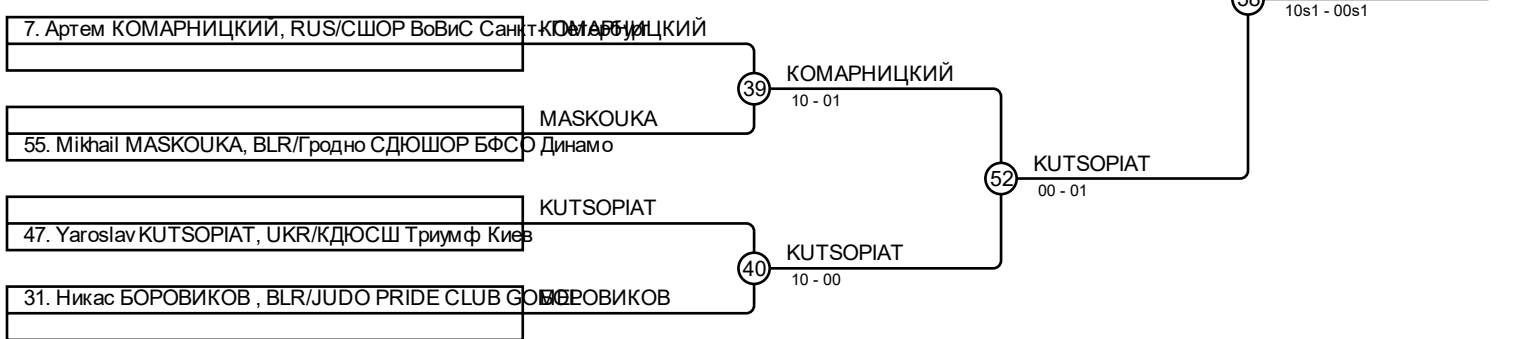 58
10s1 - 00s1
7. Артем КОМАРНИЦКИЙ, RUS/СШОР ВоВиС Санкт-Петербург
КОМАРНИЦКИЙ
39
КОМАРНИЦКИЙ
10 - 01
MASKOUKA
55. Mikhail MASKOUKA, BLR/Гродно СДЮШОР БФСО Динамо
52
KUTSOPIAT
00 - 01
KUTSOPIAT
47. Yaroslav KUTSOPIAT, UKR/КДЮСШ Триумф Киев
40
KUTSOPIAT
10 - 00
31. Никас БОРОВИКОВ , BLR/JUDO PRIDE CLUB GOMEL
БОРОВИКОВ